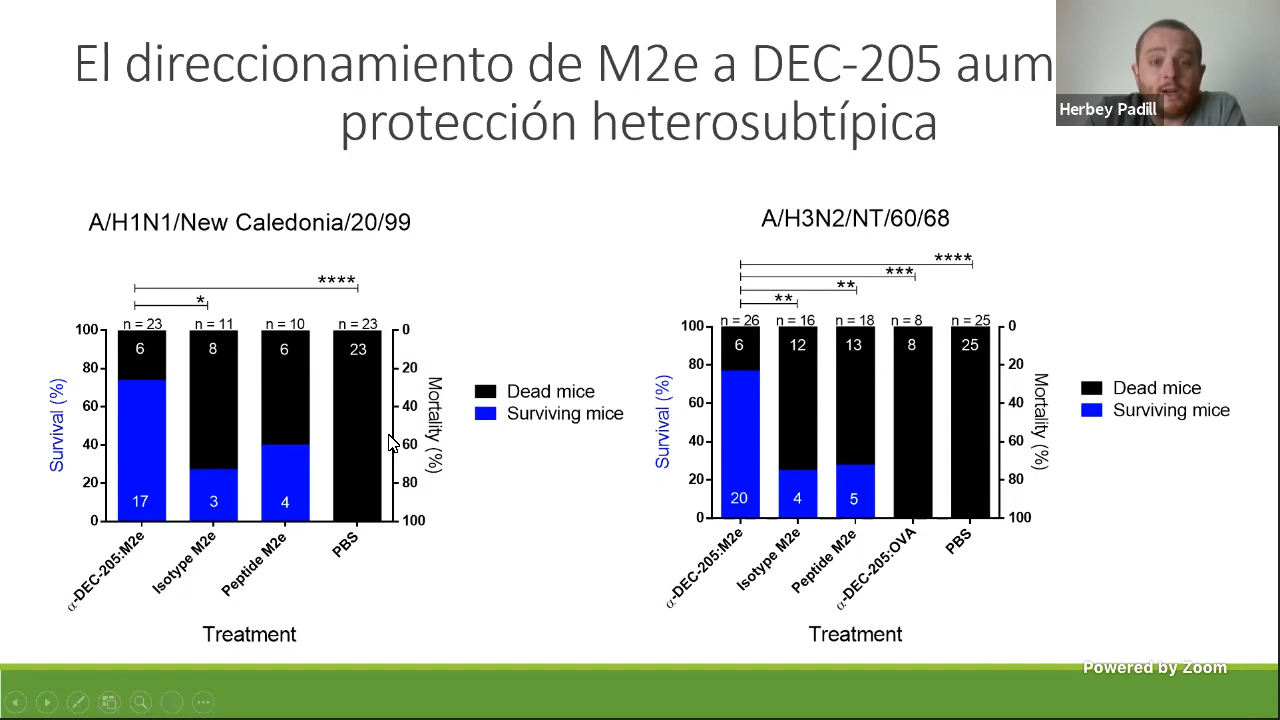 El direccionamiento de M2e a DEC-205 aum
protección heterosubtípica
Herbey Padill
A/H1N1/New Caledonia/20/99
****
*
n = 23 n = 11 n = 10 n = 23
100 80 60 40 20 0
Survival (%)
6 8 6 23
17 3 4
0 20 40 60 80 100
Mortality (%)
α-DEC-205:M2e
Isotype M2e
Peptide M2e
PBS
Treatment
Dead mice
Surviving mice
A/H3N2/NT/60/68
****
***
**
**
n = 26 n = 16 n = 18 n = 8 n = 25
100 80 60 40 20 0
Survival (%)
6 12 13 8 25
20 4 5
0 20 40 60 80 100
Mortality (%)
α-DEC-205:M2e
Isotype M2e
Peptide M2e
α-DEC-205:OVA
PBS
Treatment
Dead mice
Surviving mice
Powered by Zoom